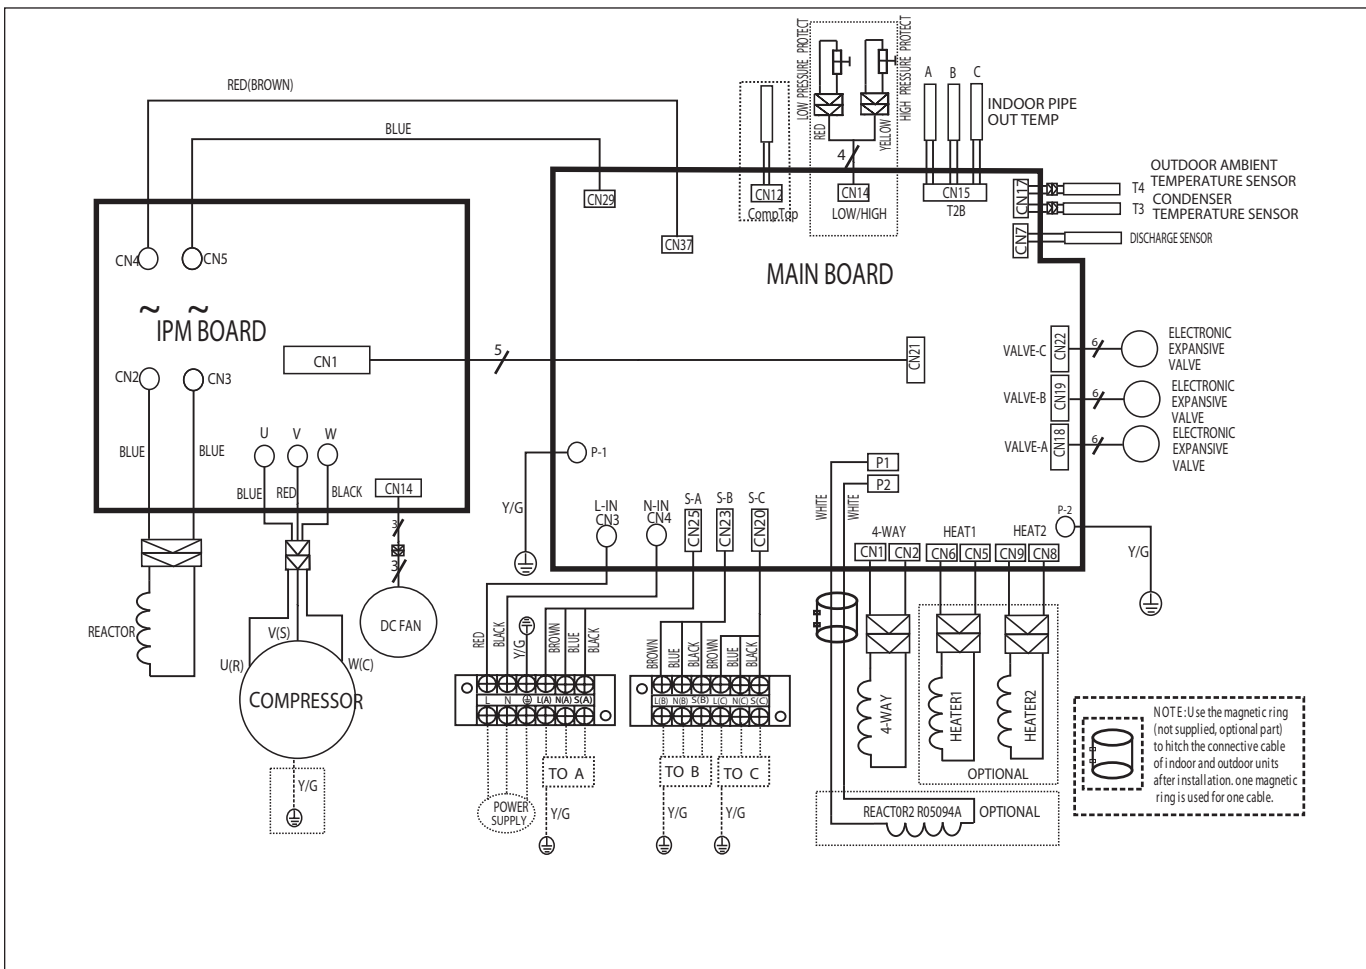 RED(BROWN)
BLUE
LOW PRESSURE PROTECT
HIGH PRESSURE PROTECT
RED
YELLOW
4
A
B
C
INDOOR PIPE
OUT TEMP
CN29
CN37
CN12
CompTop
CN14
LOW/HIGH
CN15
T2B
CN17
T4
OUTDOOR AMBIENT
TEMPERATURE SENSOR
T3
CONDENSER
TEMPERATURE SENSOR
CN7
DISCHARGE SENSOR
CN4
CN5
~
~
IPM BOARD
MAIN BOARD
CN1
5
CN21
CN2
CN3
BLUE
BLUE
U
V
W
BLUE
RED
BLACK
CN14
3
3
VALVE-C
CN22
6
ELECTRONIC
EXPANSIVE
VALVE
VALVE-B
CN19
6
ELECTRONIC
EXPANSIVE
VALVE
VALVE-A
CN18
6
ELECTRONIC
EXPANSIVE
VALVE
P-1
Y/G
P1
P2
WHITE
WHITE
L-IN
CN3
N-IN
CN4
S-A
CN25
S-B
CN23
S-C
CN20
4-WAY
CN1
CN2
HEAT1
CN6
CN5
HEAT2
CN9
CN8
P-2
Y/G
REACTOR
V(S)
U(R)
W(C)
COMPRESSOR
Y/G
DC FAN
RED
BLACK
Y/G
BROWN
BLUE
BLACK
BROWN
BLUE
BLACK
BROWN
BLUE
BLACK
L
N
L(A)
N(A)
S(A)
L(B)
N(B)
S(B)
L(C)
N(C)
S(C)
POWER
SUPPLY
TO A
Y/G
TO B
Y/G
TO C
Y/G
4-WAY
HEATER1
HEATER2
OPTIONAL
REACTOR2 R05094A
OPTIONAL
NOTE:Use the magnetic ring
(not supplied, optional part)
to hitch the connective cable
of indoor and outdoor units
after installation. one magnetic
ring is used for one cable.